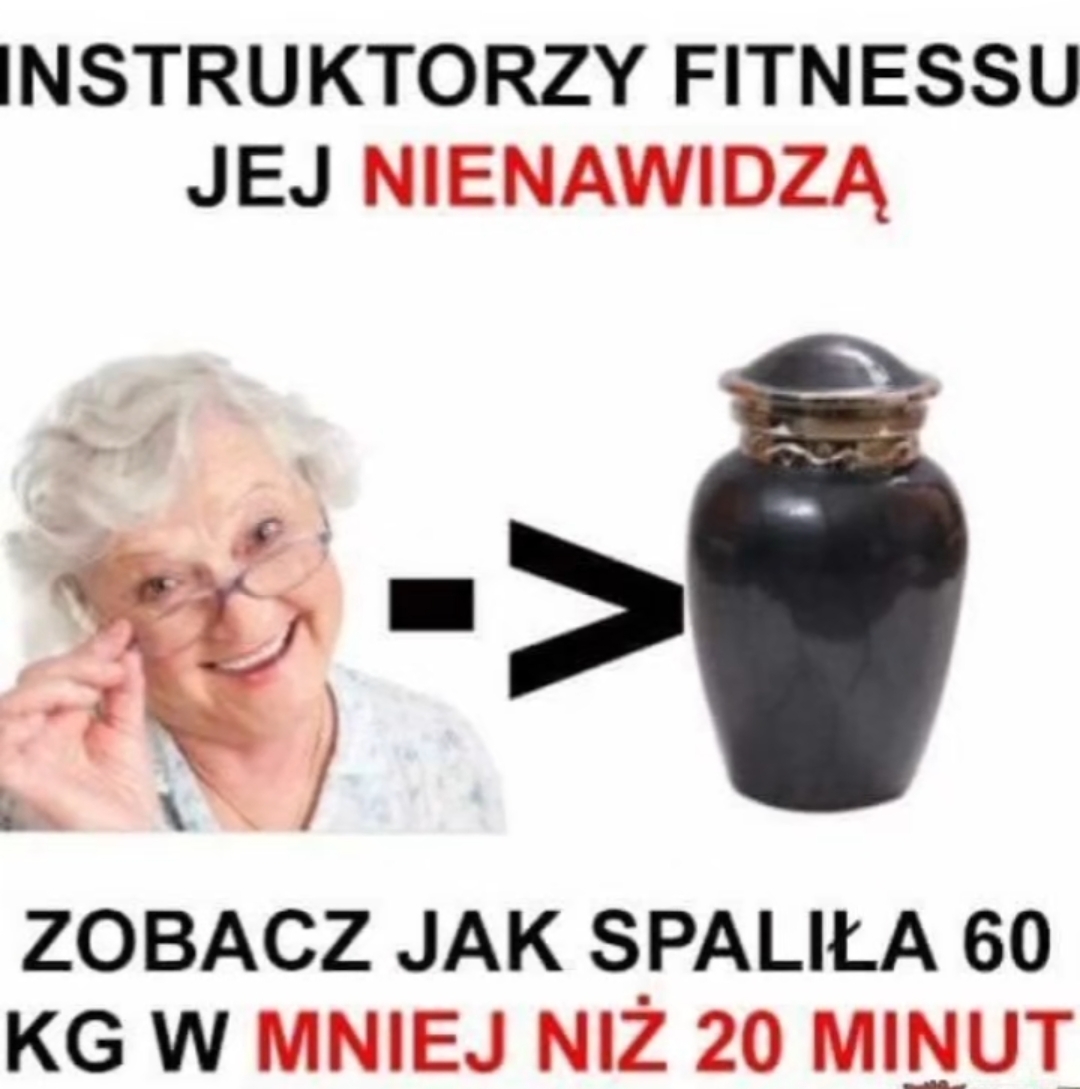 INSTRUKTORZY FITNESSU
JEJ NIENAWIDZĄ
->
ZOBACZ JAK SPALIŁA 60
KG W MNIEJ NIŻ 20 MINUT